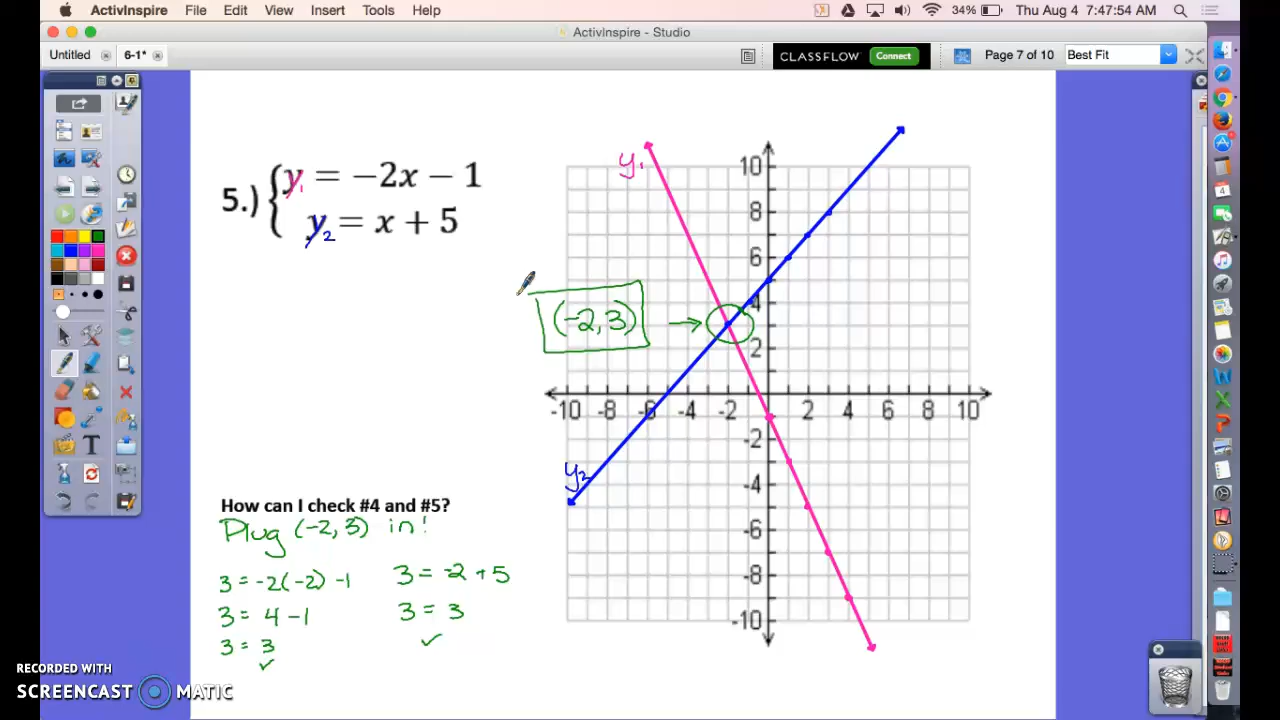 ActivInspire File Edit View Insert Tools Help 34% Thu Aug 4 7:47:54 AM
ActivInspire - Studio
Untitled 6-1* CLASSFLOW Connect Page 7 of 10 Best Fit
5.) y₁ = −2x − 1
y₂ = x + 5
y₁
10
8
6
4
(-2,3) →
2
-10 -8 -6 -4 -2 2 4 6 8 10
-2
y₂
-4
-6
-8
-10
How can I check #4 and #5?
Plug (-2, 3) in!
3 = -2(-2) -1 3 = -2 + 5
3 = 4 - 1 3 = 3
3 = 3 ✓
✓
RECORDED WITH
SCREENCAST MATIC